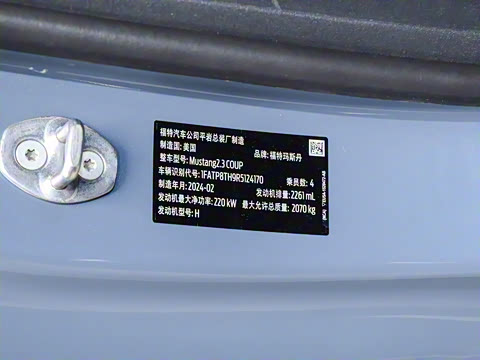 福特汽车公司平岩总装厂制造
制造国: 美国 品牌: 福特玛斯丹
整车型号: Mustang2.3 COUP
车辆识别代号: 1FATP8TH9R5124170 乘员数: 4
制造年月: 2024-02 发动机排量: 2261 mL
发动机最大净功率: 220 kW 最大允许总质量: 2070 kg
发动机型号: H